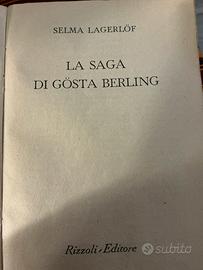 SELMA LAGERLÖF
LA SAGA
DI GÖSTA BERLING
Rizzoli • Editore
subito